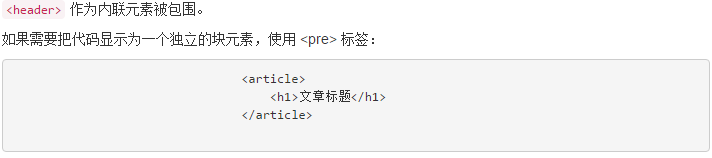 <header> 作为内联元素被包围。
如果需要把代码显示为一个独立的块元素，使用 <pre> 标签：
<article>
<h1>文章标题</h1>
</article>